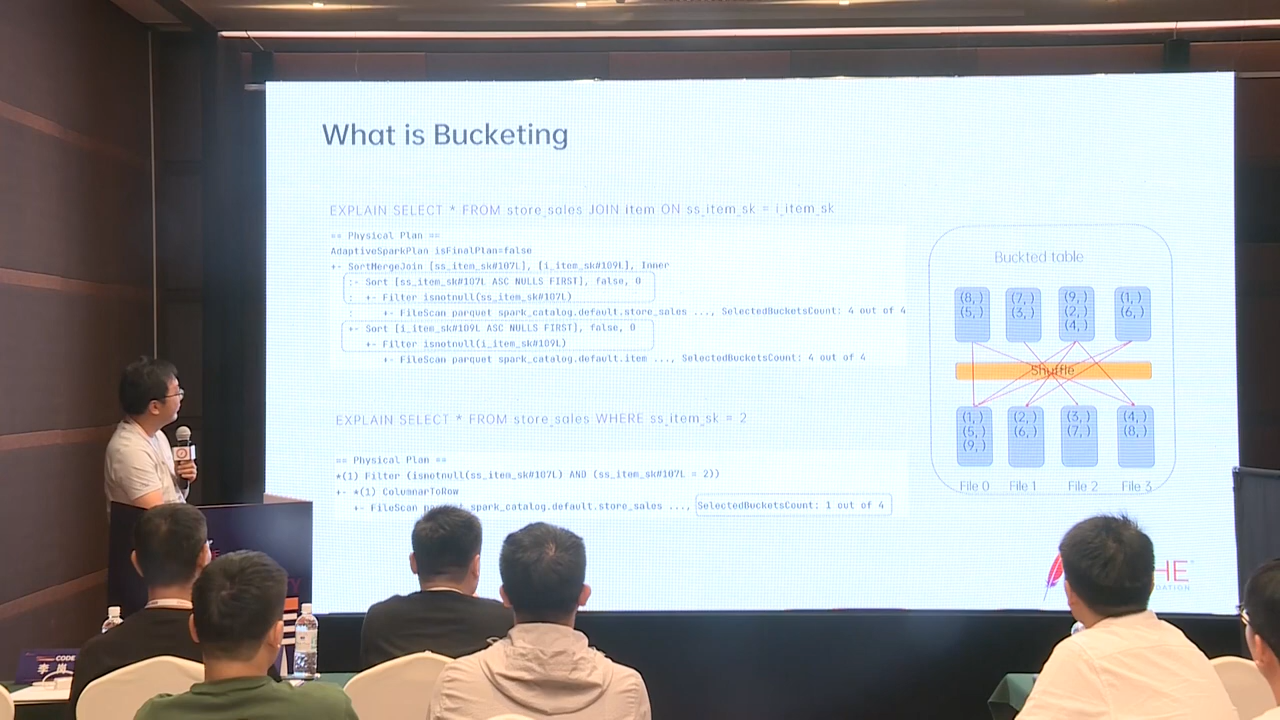 What is Bucketing
EXPLAIN SELECT * FROM store_sales JOIN item ON ss_item_sk = i_item_sk
== Physical Plan ==
AdaptiveSparkPlan isFinalPlan=false
+- SortMergeJoin [ss_item_sk#107L], [i_item_sk#109L], Inner
:- Sort [ss_item_sk#107L ASC NULLS FIRST], false, 0
: +- Filter isnotnull(ss_item_sk#107L)
: +- FileScan parquet spark_catalog.default.store_sales ..., SelectedBucketsCount: 4 out of 4
+- Sort [i_item_sk#109L ASC NULLS FIRST], false, 0
+- Filter isnotnull(i_item_sk#109L)
+- FileScan parquet spark_catalog.default.item ..., SelectedBucketsCount: 4 out of 4
EXPLAIN SELECT * FROM store_sales WHERE ss_item_sk = 2
== Physical Plan ==
*(1) Filter (isnotnull(ss_item_sk#107L) AND (ss_item_sk#107L = 2))
+- *(1) ColumnarToRow
+- FileScan parquet spark_catalog.default.store_sales ..., SelectedBucketsCount: 1 out of 4
Buckted table
(8, ) (7, ) (9, ) (1, )
(5, ) (3, ) (2, ) (6, )
(4, )
Shuffle
(1, ) (2, ) (3, ) (4, )
(5, ) (6, ) (7, ) (8, )
(9, )
File 0 File 1 File 2 File 3
HE
DATION
CODE
李岚